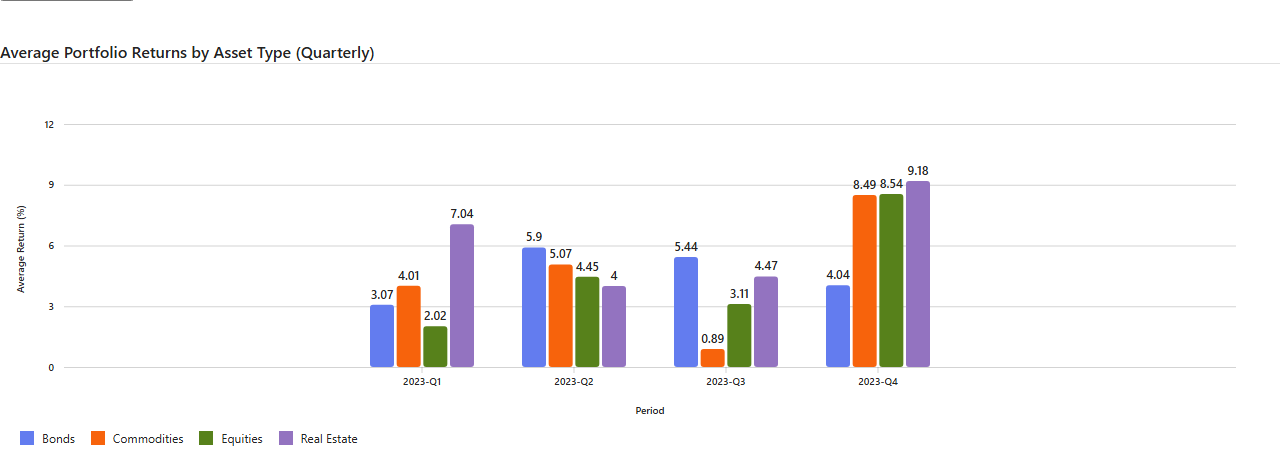 Average Portfolio Returns by Asset Type (Quarterly)
12
9
6
3
0
Average Return (%)
3.07
4.01
2.02
7.04
5.9
5.07
4.45
4
5.44
0.89
3.11
4.47
4.04
8.49
8.54
9.18
2023-Q1
2023-Q2
2023-Q3
2023-Q4
Period
Bonds
Commodities
Equities
Real Estate